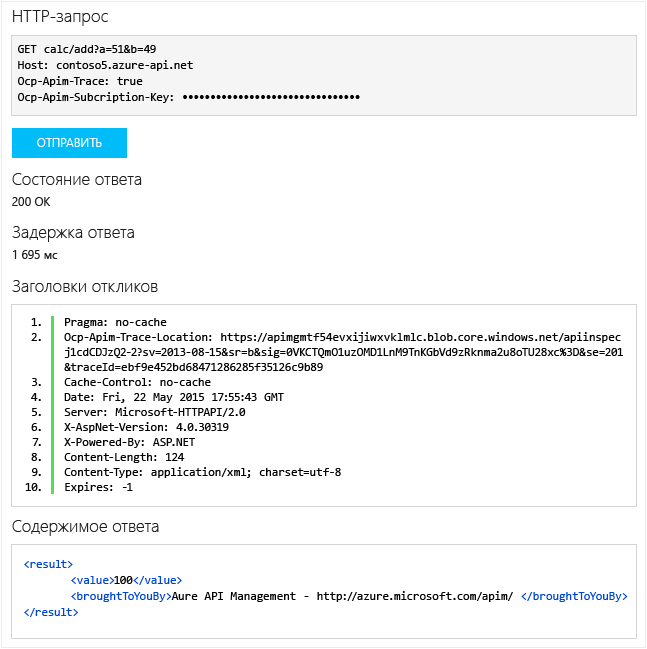 HTTP-запрос
GET calc/add?a=51&b=49
Host: contoso5.azure-api.net
Ocp-Apim-Trace: true
Ocp-Apim-Subcription-Key: ••••••••••••••••••••••••••••••••
ОТПРАВИТЬ
Состояние ответа
200 OK
Задержка ответа
1 695 мс
Заголовки откликов
1. Pragma: no-cache
2. Ocp-Apim-Trace-Location: https://apimgmtf54evxijiwxvklmlc.blob.core.windows.net/apiinspec
j1cdCDJzQ2-2?sv=2013-08-15&sr=b&sig=0VKCTQmO1uzOMD1LnM9TnKGbVd9zRknma2u8oTU28xc%3D&se=201
&traceId=ebf9e452bd68471286285f35126c9b89
3. Cache-Control: no-cache
4. Date: Fri, 22 May 2015 17:55:43 GMT
5. Server: Microsoft-HTTPAPI/2.0
6. X-AspNet-Version: 4.0.30319
7. X-Powered-By: ASP.NET
8. Content-Length: 124
9. Content-Type: application/xml; charset=utf-8
10. Expires: -1
Содержимое ответа
<result>
<value>100</value>
<broughtToYouBy>Aure API Management - http://azure.microsoft.com/apim/ </broughtToYouBy>
</result>